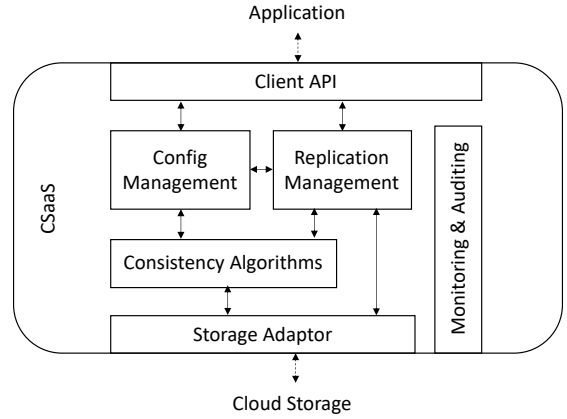 Application
Client API
Config
Management
Replication
Management
CSaaS
Monitoring & Auditing
Consistency Algorithms
Storage Adaptor
Cloud Storage